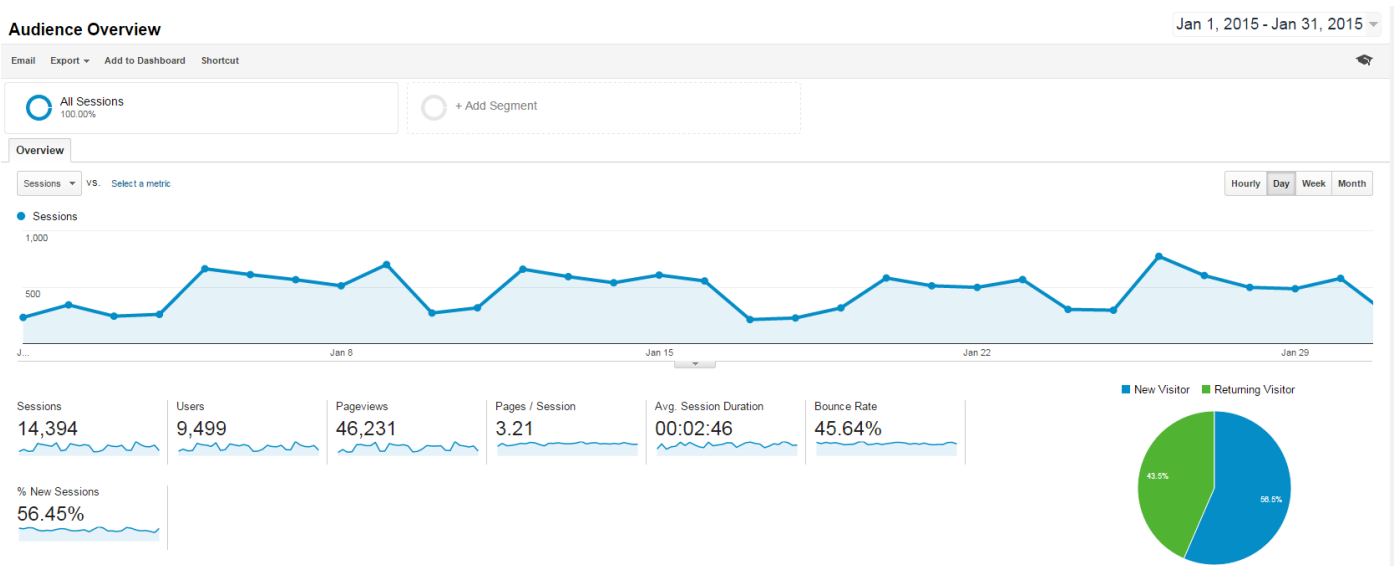 Audience Overview
Jan 1, 2015 - Jan 31, 2015
Email Export Add to Dashboard Shortcut
All Sessions
100.00%
+ Add Segment
Overview
Sessions VS. Select a metric
Hourly Day Week Month
Sessions
1,000
500
J... Jan 8 Jan 15 Jan 22 Jan 29
New Visitor Returning Visitor
Sessions Users Pageviews Pages / Session Avg. Session Duration Bounce Rate
14,394 9,499 46,231 3.21 00:02:46 45.64%
43.5%
56.5%
% New Sessions
56.45%